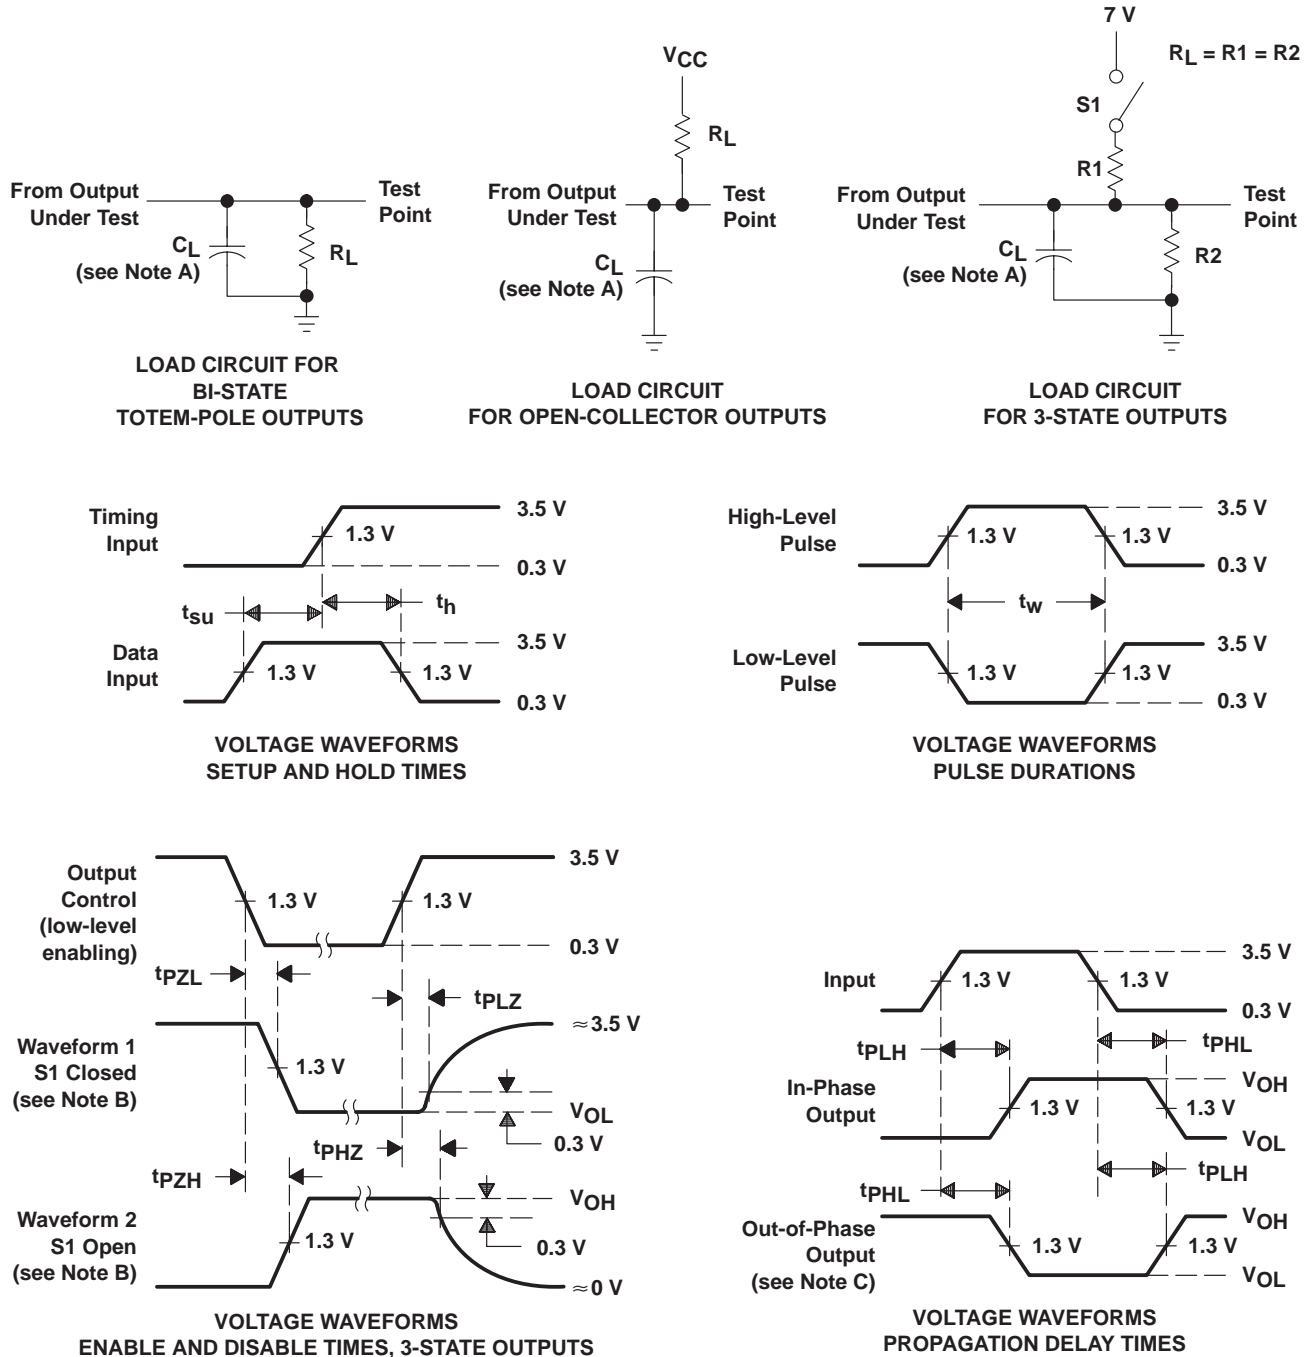 VCC
RL
From Output
Under Test
Test
Point
CL
(see Note A)
RL
LOAD CIRCUIT FOR
BI-STATE
TOTEM-POLE OUTPUTS
From Output
Under Test
Test
Point
CL
(see Note A)
LOAD CIRCUIT
FOR OPEN-COLLECTOR OUTPUTS
7 V
RL = R1 = R2
S1
R1
From Output
Under Test
Test
Point
CL
(see Note A)
R2
LOAD CIRCUIT
FOR 3-STATE OUTPUTS
Timing
Input
1.3 V
3.5 V
0.3 V
tsu
th
Data
Input
1.3 V
1.3 V
3.5 V
0.3 V
VOLTAGE WAVEFORMS
SETUP AND HOLD TIMES
High-Level
Pulse
1.3 V
1.3 V
3.5 V
0.3 V
tw
Low-Level
Pulse
1.3 V
1.3 V
3.5 V
0.3 V
VOLTAGE WAVEFORMS
PULSE DURATIONS
Output
Control
(low-level
enabling)
1.3 V
1.3 V
3.5 V
0.3 V
tPZL
tPLZ
Waveform 1
S1 Closed
(see Note B)
1.3 V
≈3.5 V
VOL
0.3 V
tPHZ
tPZH
Waveform 2
S1 Open
(see Note B)
1.3 V
VOH
0.3 V
≈0 V
VOLTAGE WAVEFORMS
ENABLE AND DISABLE TIMES, 3-STATE OUTPUTS
Input
1.3 V
1.3 V
3.5 V
0.3 V
tPLH
tPHL
In-Phase
Output
1.3 V
1.3 V
VOH
VOL
tPHL
tPLH
Out-of-Phase
Output
(see Note C)
1.3 V
1.3 V
VOH
VOL
VOLTAGE WAVEFORMS
PROPAGATION DELAY TIMES